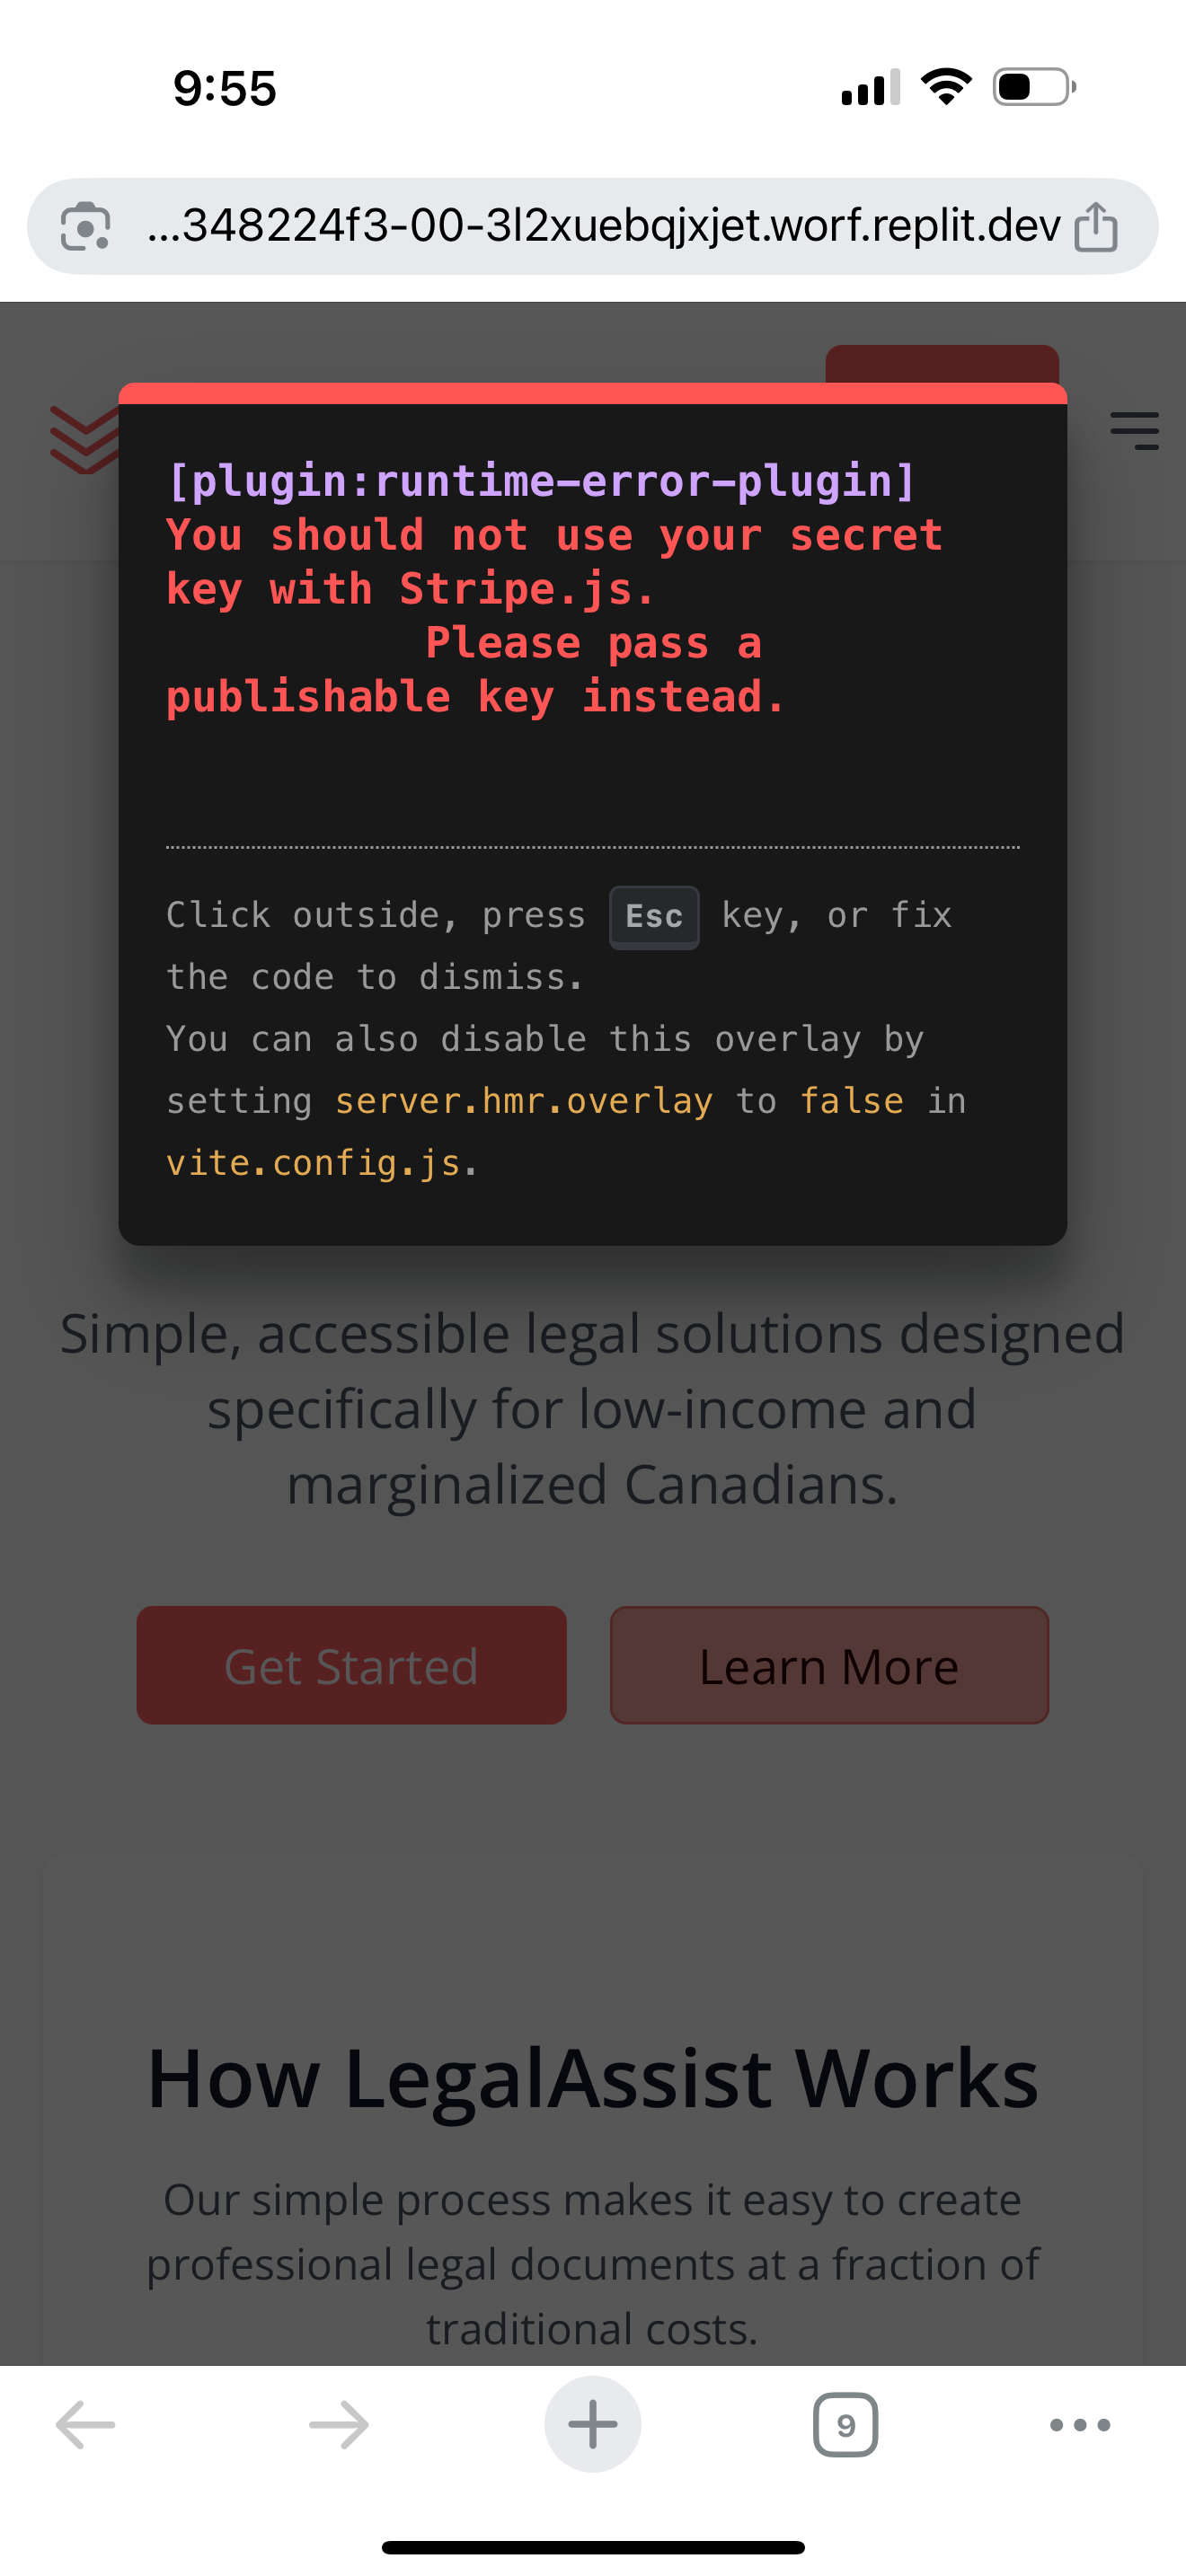 9:55
...348224f3-00-3l2xuebqjxjet.worf.replit.dev
[plugin:runtime-error-plugin]
You should not use your secret
key with Stripe.js.
Please pass a
publishable key instead.
Click outside, press Esc key, or fix
the code to dismiss.
You can also disable this overlay by
setting server.hmr.overlay to false in
vite.config.js.
Simple, accessible legal solutions designed
specifically for low-income and
marginalized Canadians.
Get Started
Learn More
How LegalAssist Works
Our simple process makes it easy to create
professional legal documents at a fraction of
traditional costs.
9